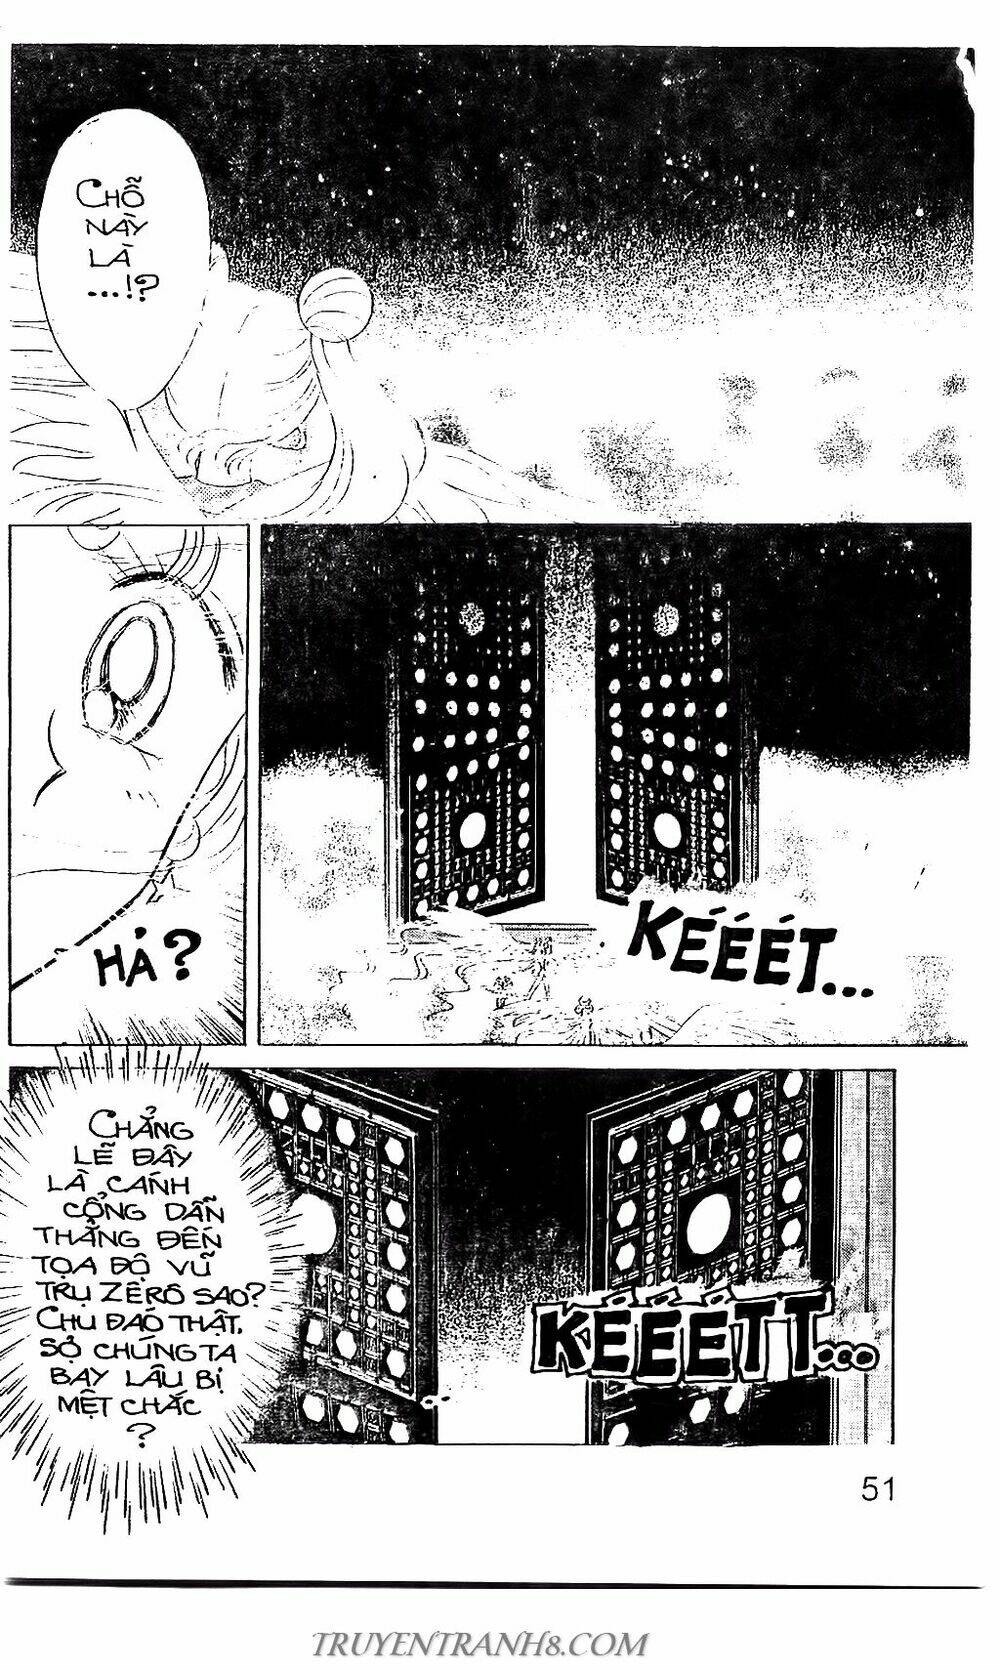 CHỖ
NÀY
LÀ
...!?
HẢ?
KÉÉÉT...
CHẲNG
LẼ ĐÂY
LÀ CÁNH
CỔNG DẪN
THẲNG ĐẾN
TỌA ĐỘ VŨ
TRỤ ZÊRÔ SAO?
CHU ĐÁO THẬT,
SỢ CHÚNG TA
BAY LÂU BỊ
MỆT CHẮC
?
KÉÉÉTT...
51
TRUYENTRANH8.COM